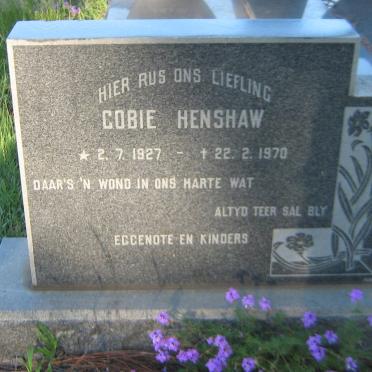 HIER RUS ONS LIEFLING
COBIE HENSHAW
★ 2. 7. 1927 - ✝ 22. 2. 1970
DAAR'S 'N WOND IN ONS HARTE WAT
ALTYD TEER SAL BLY
EGGENOTE EN KINDERS